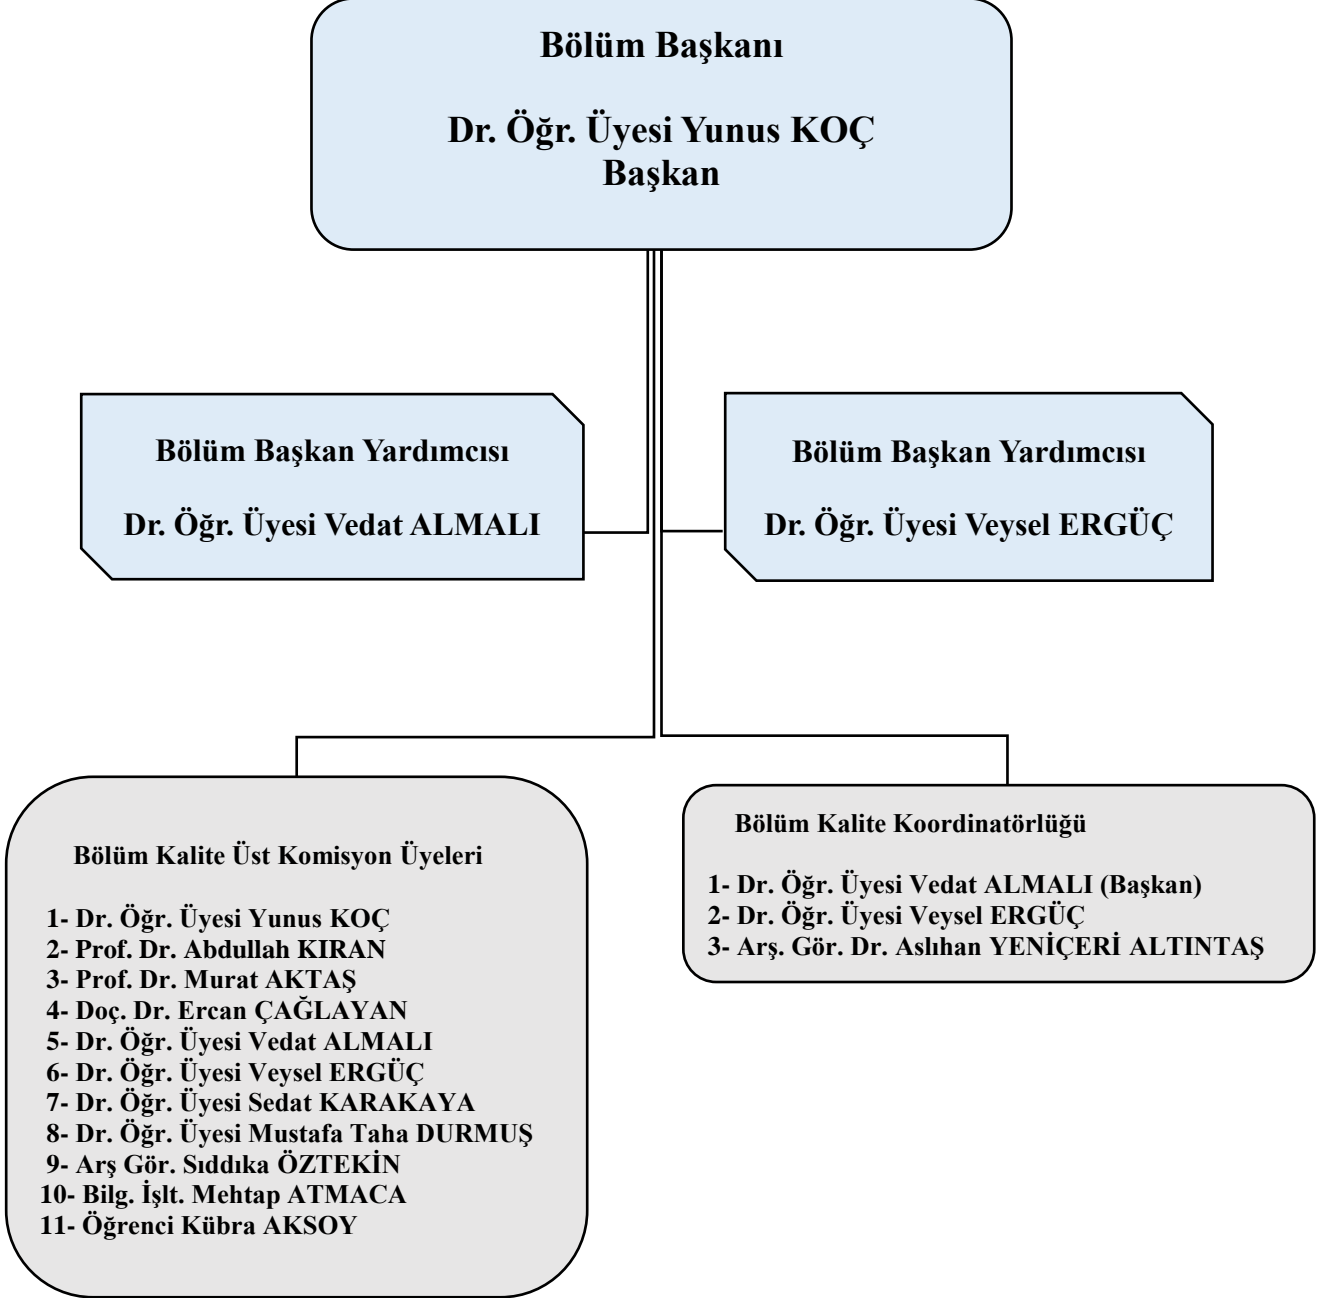 Bölüm Başkanı
Dr. Öğr. Üyesi Yunus KOÇ
Başkan
Bölüm Başkan Yardımcısı
Dr. Öğr. Üyesi Vedat ALMALI
Bölüm Başkan Yardımcısı
Dr. Öğr. Üyesi Veysel ERGÜÇ
Bölüm Kalite Üst Komisyon Üyeleri
1- Dr. Öğr. Üyesi Yunus KOÇ
2- Prof. Dr. Abdullah KIRAN
3- Prof. Dr. Murat AKTAŞ
4- Doç. Dr. Ercan ÇAĞLAYAN
5- Dr. Öğr. Üyesi Vedat ALMALI
6- Dr. Öğr. Üyesi Veysel ERGÜÇ
7- Dr. Öğr. Üyesi Sedat KARAKAYA
8- Dr. Öğr. Üyesi Mustafa Taha DURMUŞ
9- Arş Gör. Sıddıka ÖZTEKİN
10- Bilg. İşlt. Mehtap ATMACA
11- Öğrenci Kübra AKSOY
Bölüm Kalite Koordinatörlüğü
1- Dr. Öğr. Üyesi Vedat ALMALI (Başkan)
2- Dr. Öğr. Üyesi Veysel ERGÜÇ
3- Arş. Gör. Dr. Aslıhan YENİÇERİ ALTINTAŞ